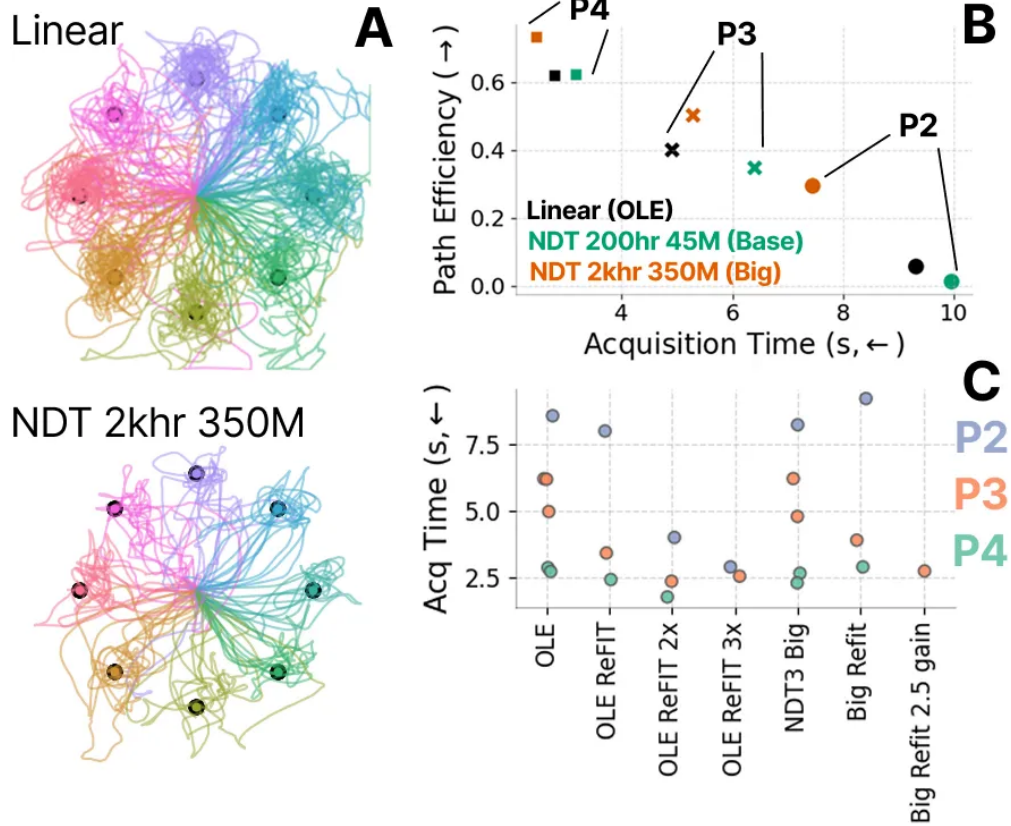 Linear
A
NDT 2khr 350M
B
P4
P3
P2
Path Efficiency (→)
0.6
0.4
0.2
0.0
Linear (OLE)
NDT 200hr 45M (Base)
NDT 2khr 350M (Big)
4 6 8 10
Acquisition Time (s, ←)
C
Acq Time (s, ←)
7.5
5.0
2.5
P2
P3
P4
OLE
OLE ReFIT
OLE ReFIT 2x
OLE ReFIT 3x
NDT3 Big
Big Refit
Big Refit 2.5 gain